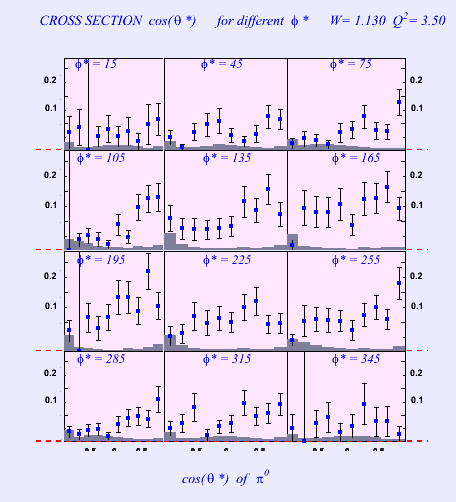 CROSS SECTION cos(θ *) for different ϕ * W= 1.130 Q² = 3.50
ϕ* = 15 ϕ* = 45 ϕ* = 75
0.2 0.2
0.1 0.1
ϕ* = 105 ϕ* = 135 ϕ* = 165
0.2 0.2
0.1 0.1
ϕ* = 195 ϕ* = 225 ϕ* = 255
0.2 0.2
0.1 0.1
ϕ* = 285 ϕ* = 315 ϕ* = 345
0.2 0.2
0.1 0.1
cos(θ *) of π⁰